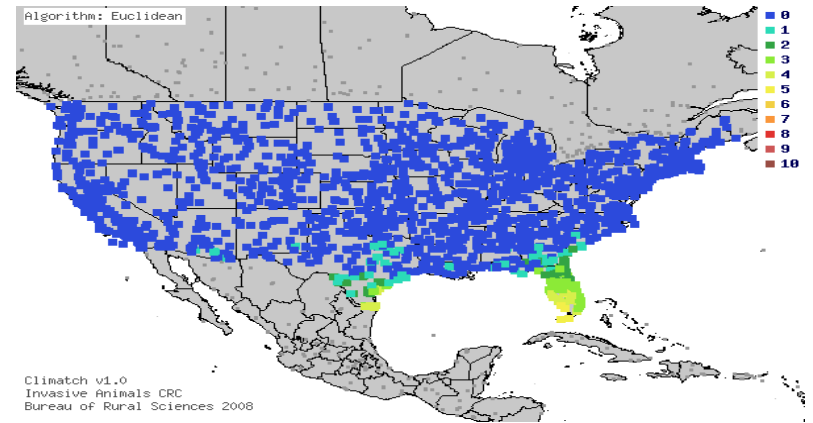 Algorithm: Euclidean
0
1
2
3
4
5
6
7
8
9
10
Climatch v1.0
Invasive Animals CRC
Bureau of Rural Sciences 2008